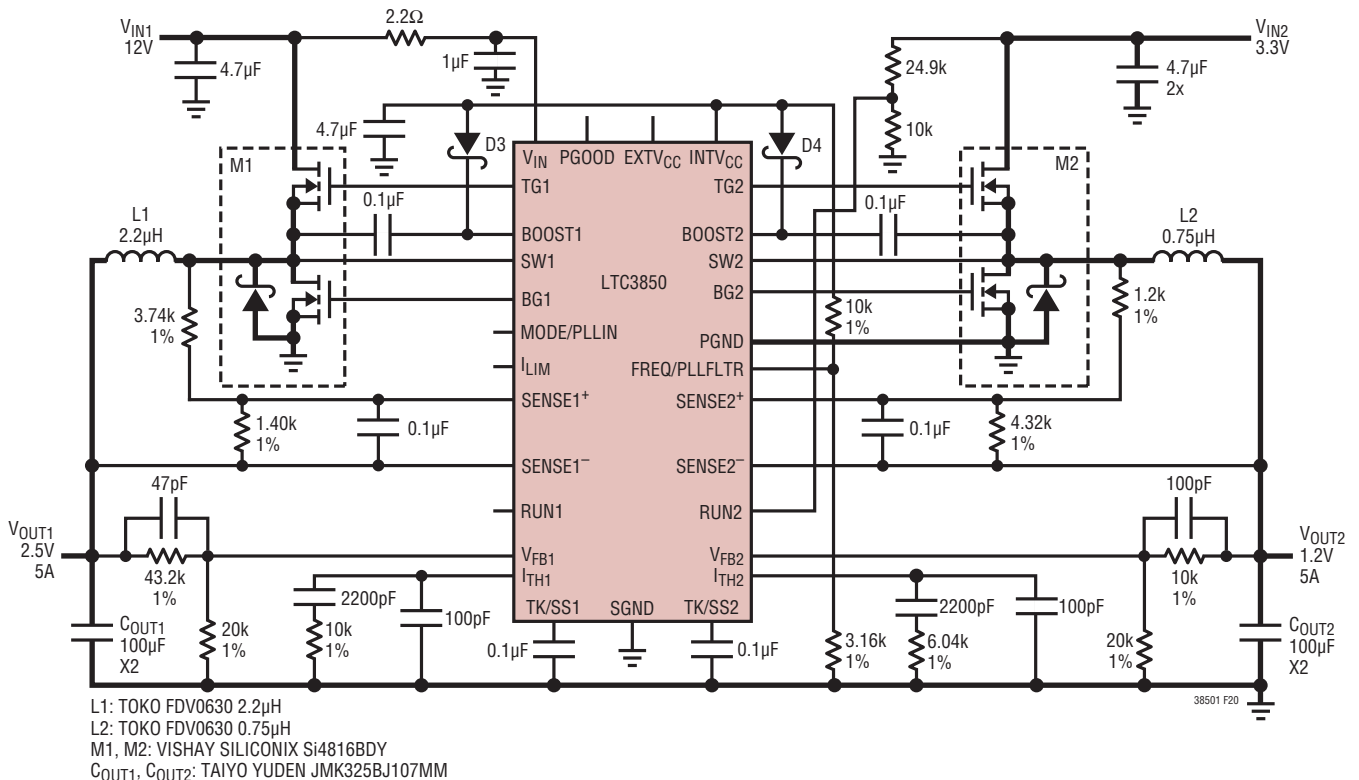 VIN1
12V
2.2Ω
4.7µF
1µF
VIN2
3.3V
24.9k
4.7µF
2x
10k
4.7µF
D3
D4
VIN
PGOOD
EXTVCC
INTVCC
M1
M2
TG1
TG2
0.1µF
0.1µF
L1
2.2µH
L2
0.75µH
BOOST1
BOOST2
SW1
SW2
LTC3850
BG1
BG2
3.74k
1%
10k
1%
1.2k
1%
MODE/PLLIN
PGND
ILIM
FREQ/PLLFLTR
SENSE1+
SENSE2+
1.40k
1%
0.1µF
0.1µF
4.32k
1%
SENSE1–
SENSE2–
47pF
100pF
RUN1
RUN2
VOUT1
2.5V
5A
VOUT2
1.2V
5A
VFB1
VFB2
43.2k
1%
10k
1%
ITH1
ITH2
2200pF
100pF
2200pF
100pF
TK/SS1
SGND
TK/SS2
COUT1
100µF
X2
20k
1%
10k
1%
0.1µF
0.1µF
3.16k
1%
6.04k
1%
20k
1%
COUT2
100µF
X2
38501 F20
L1: TOKO FDV0630 2.2µH
L2: TOKO FDV0630 0.75µH
M1, M2: VISHAY SILICONIX Si4816BDY
COUT1, COUT2: TAIYO YUDEN JMK325BJ107MM